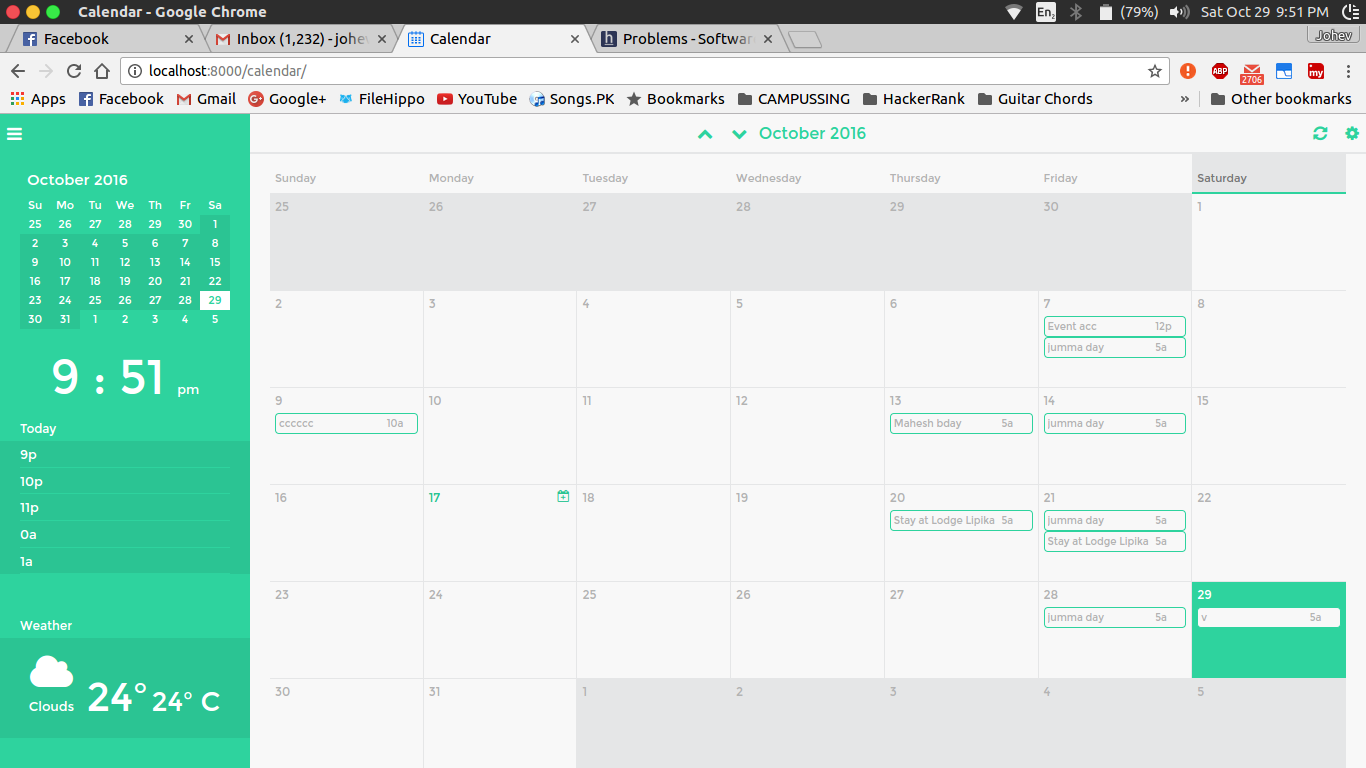 Calendar - Google Chrome
En2 (79%) Sat Oct 29 9:51 PM
Facebook Inbox (1,232) - johev Calendar Problems - Softwar Johev
localhost:8000/calendar/ ABP 2706 my
Apps Facebook Gmail Google+ FileHippo YouTube Songs.PK Bookmarks CAMPUSSING HackerRank Guitar Chords » Other bookmarks
October 2016
Su Mo Tu We Th Fr Sa
25 26 27 28 29 30 1
2 3 4 5 6 7 8
9 10 11 12 13 14 15
16 17 18 19 20 21 22
23 24 25 26 27 28 29
30 31 1 2 3 4 5
9 : 51 pm
Today
9p
10p
11p
0a
1a
Weather
Clouds 24° 24° C
October 2016
Sunday Monday Tuesday Wednesday Thursday Friday Saturday
25 26 27 28 29 30 1
2 3 4 5 6 7 8
Event acc 12p
jumma day 5a
9 10 11 12 13 14 15
cccccc 10a Mahesh bday 5a jumma day 5a
16 17 18 19 20 21 22
Stay at Lodge Lipika 5a jumma day 5a
Stay at Lodge Lipika 5a
23 24 25 26 27 28 29
jumma day 5a v 5a
30 31 1 2 3 4 5